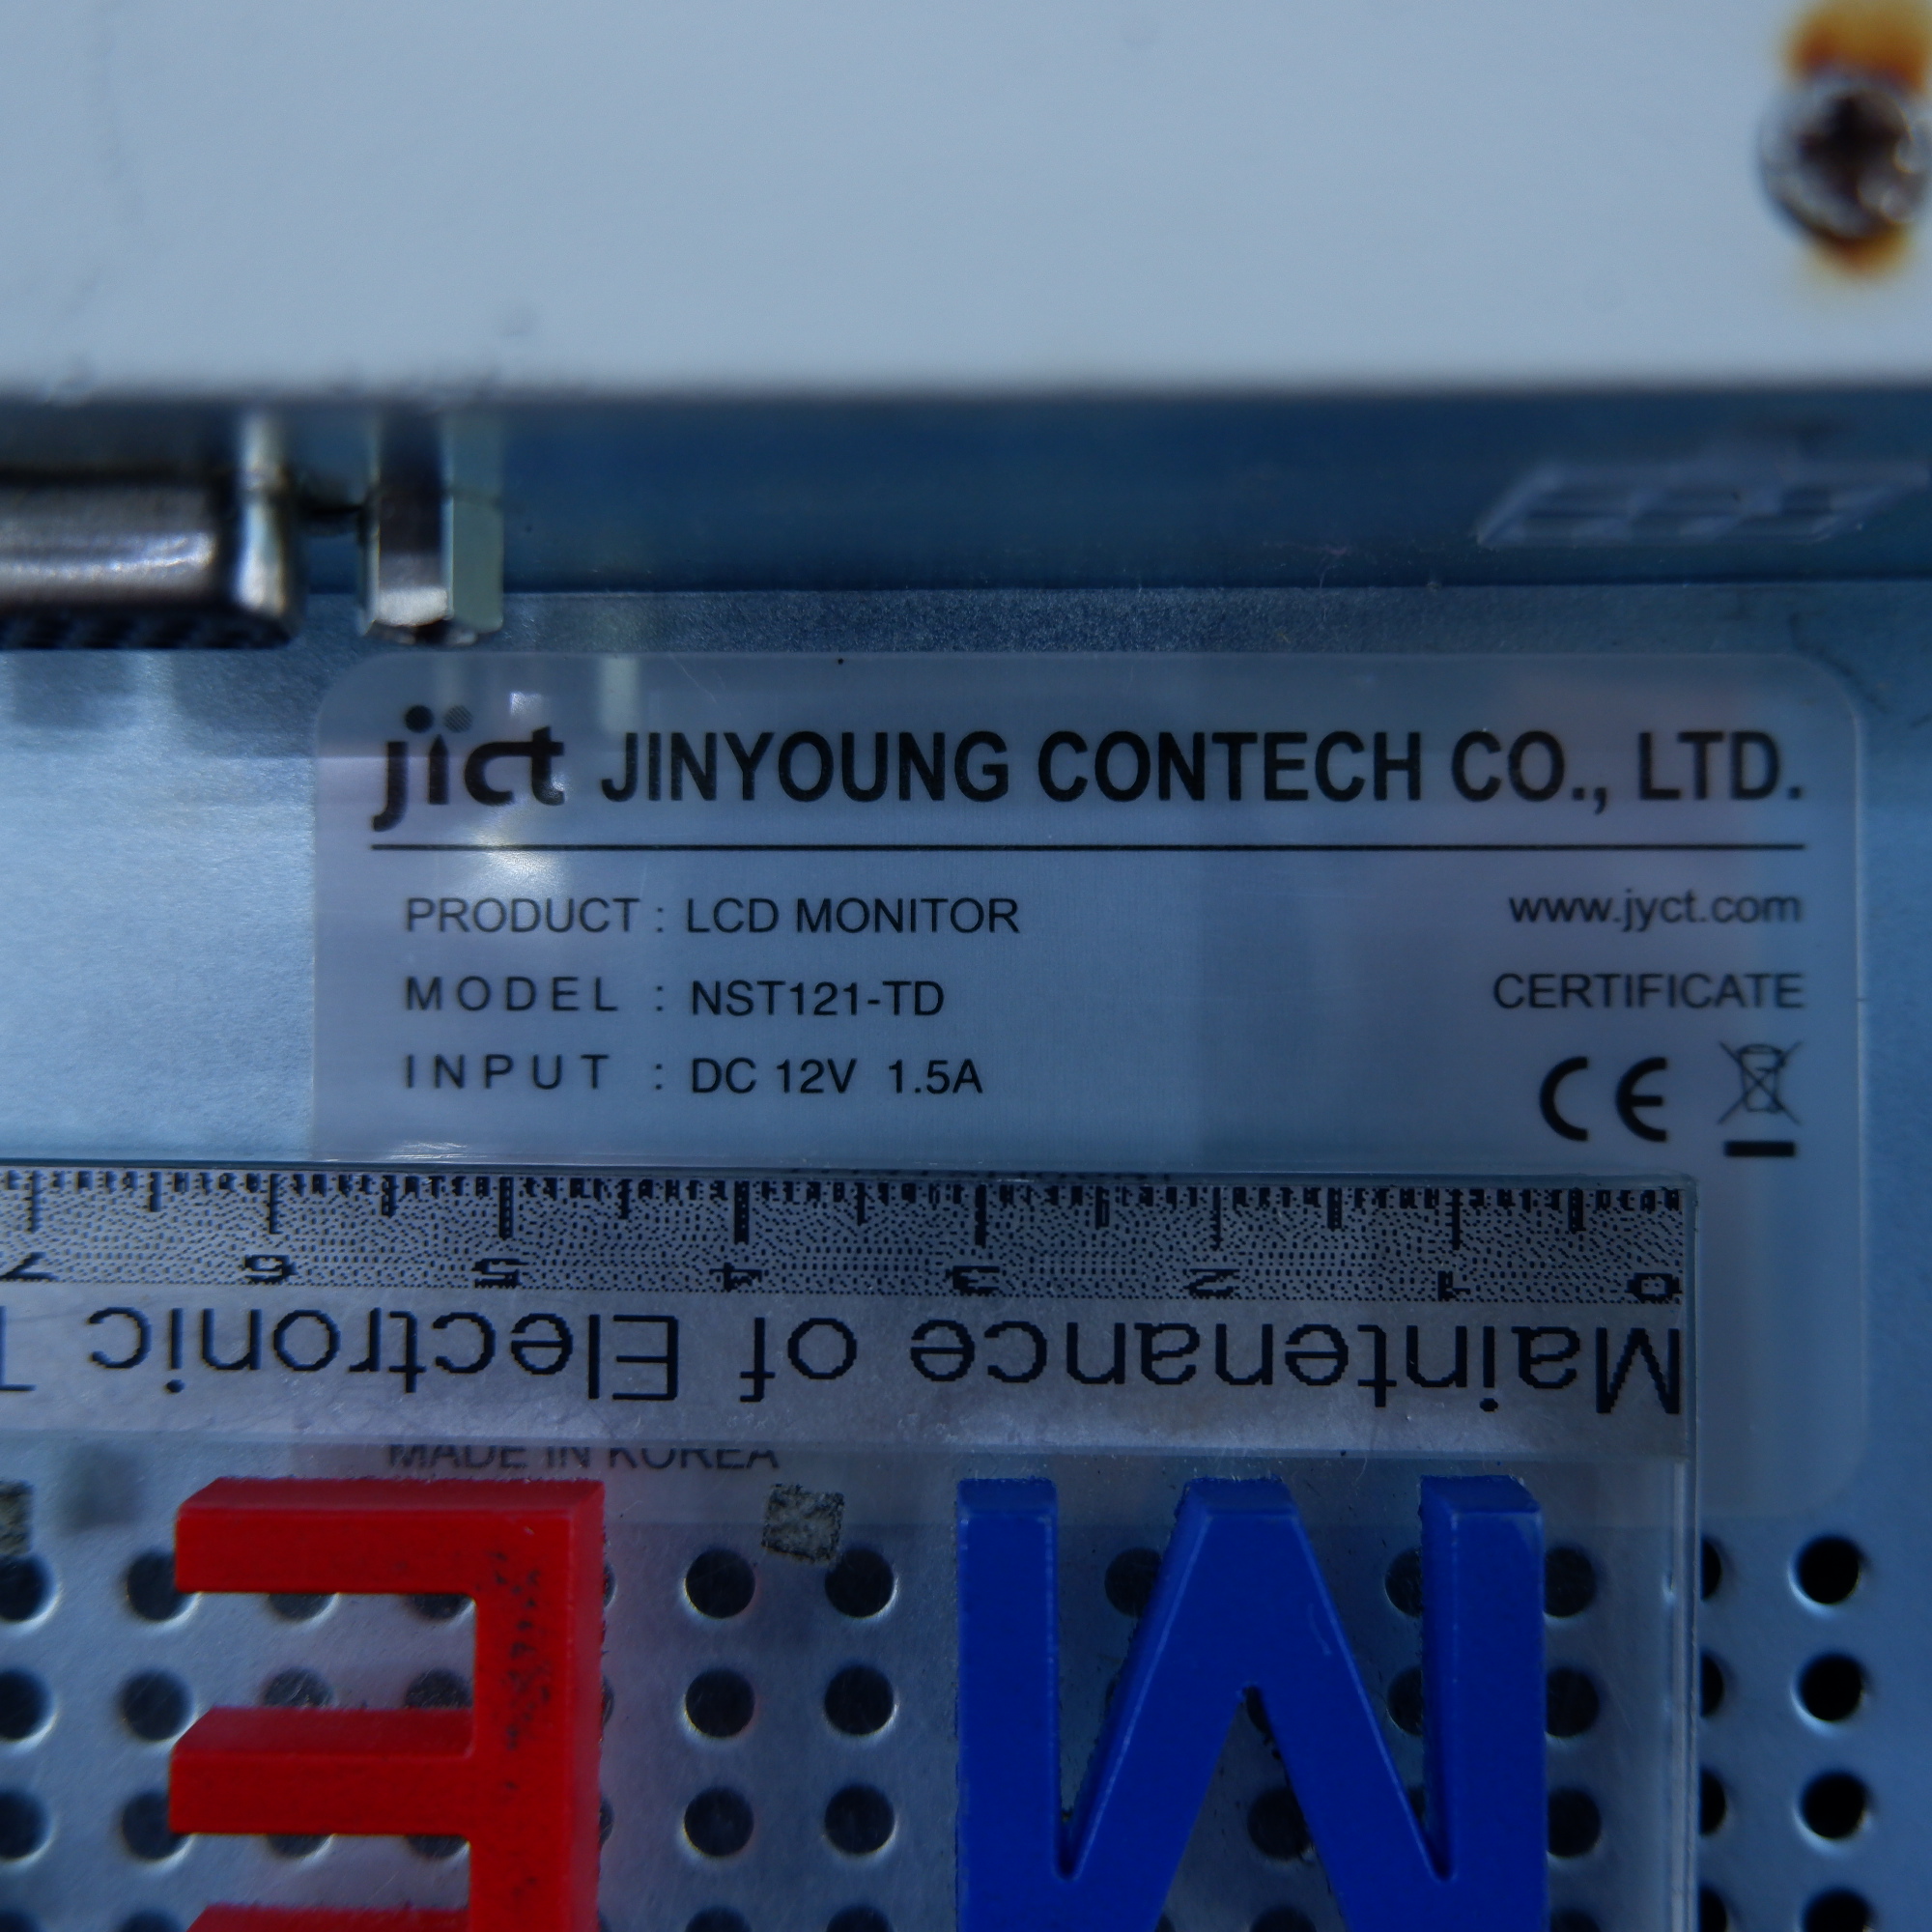 jict JINYOUNG CONTECH CO., LTD.
PRODUCT : LCD MONITOR
www.jyct.com
MODEL : NST121-TD
CERTIFICATE
INPUT : DC 12V 1.5A
CE
0 1 2 3 4 5 6 7
Maintenance of Electronic T
MADE IN KOREA
M E